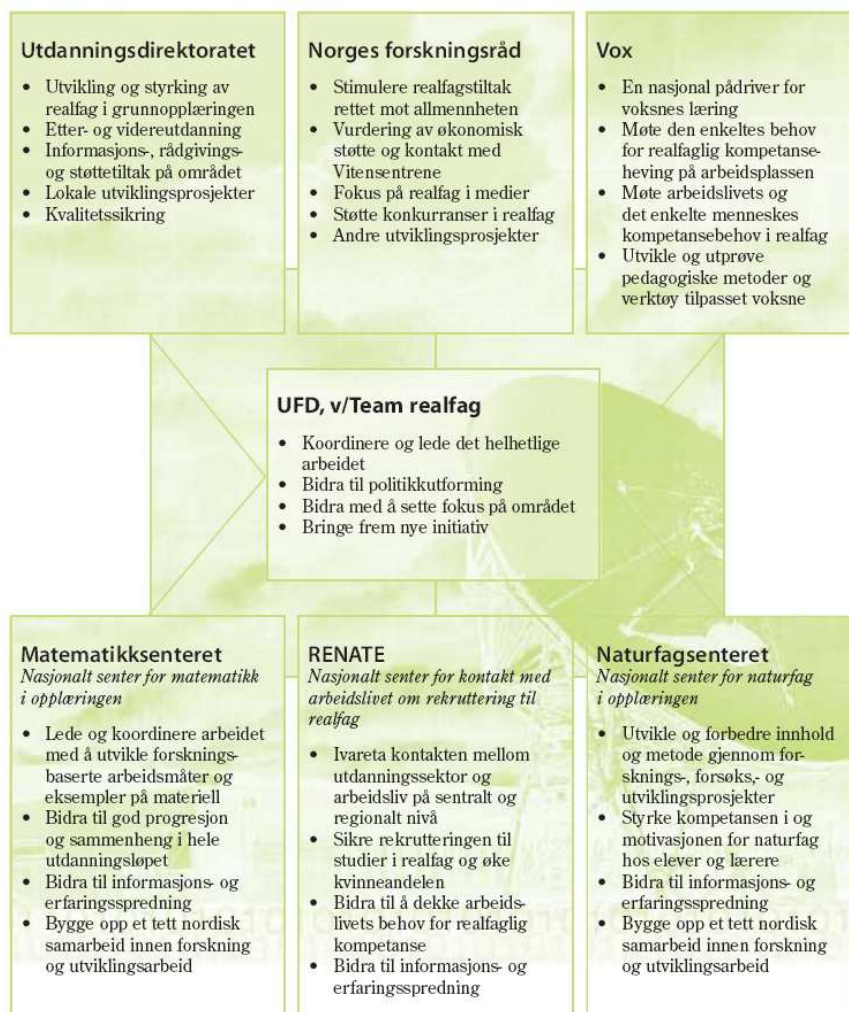 Utdanningsdirektoratet
• Utvikling og styrking av
realfag i grunnopplæringen
• Etter- og videreutdanning
• Informasjons-, rådgivings-
og støttetiltak på området
• Lokale utviklingsprosjekter
• Kvalitetssikring
Norges forskningsråd
• Stimulere realfagstiltak
rettet mot allmennheten
• Vurdering av økonomisk
støtte og kontakt med
Vitensentrene
• Fokus på realfag i medier
• Støtte konkurranser i realfag
• Andre utviklingsprosjekter
Vox
• En nasjonal pådriver for
voksnes læring
• Møte den enkeltes behov
for realfaglig kompetanse-
heving på arbeidsplassen
• Møte arbeidslivets og
det enkelte menneskes
kompetansebehov i realfag
• Utvikle og utprøve
pedagogiske metoder og
verktøy tilpasset voksne
UFD, v/Team realfag
• Koordinere og lede det helhetlige
arbeidet
• Bidra til politikkutforming
• Bidra med å sette fokus på området
• Bringe frem nye initiativ
Matematikksenteret
Nasjonalt senter for matematikk
i opplæringen
• Lede og koordinere arbeidet
med å utvikle forsknings-
baserte arbeidsmåter og
eksempler på materiell
• Bidra til god progresjon
og sammenheng i hele
utdanningsløpet
• Bidra til informasjons- og
erfaringsspredning
• Bygge opp et tett nordisk
samarbeid innen forskning
og utviklingsarbeid
RENATE
Nasjonalt senter for kontakt med
arbeidslivet om rekruttering til
realfag
• Ivareta kontakten mellom
utdanningssektor og
arbeidsliv på sentralt og
regionalt nivå
• Sikre rekrutteringen til
studier i realfag og øke
kvinneandelen
• Bidra til å dekke arbeids-
livets behov for realfaglig
kompetanse
• Bidra til informasjons- og
erfaringsspredning
Naturfagsenteret
Nasjonalt senter for naturfag
i opplæringen
• Utvikle og forbedre innhold
og metode gjennom for-
sknings-, forsøks,- og
utviklingsprosjekter
• Styrke kompetansen i og
motivasjonen for naturfag
hos elever og lærere
• Bidra til informasjons- og
erfaringsspredning
• Bygge opp et tett nordisk
samarbeid innen forskning
og utviklingsarbeid